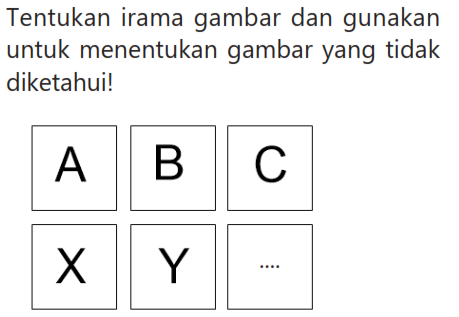 Tentukan irama gambar dan gunakan
untuk menentukan gambar yang tidak
diketahui!
A B C
X Y ....